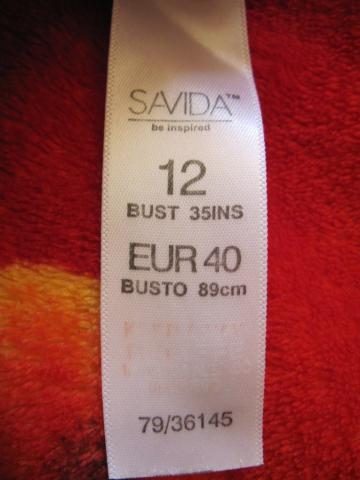 SAVIDA™
be inspired
12
BUST 35INS
EUR 40
BUSTO 89cm
79/36145